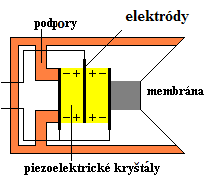 elektródy
podpory
+ - + -
membrána
+ - + -
piezoelektrické kryštály